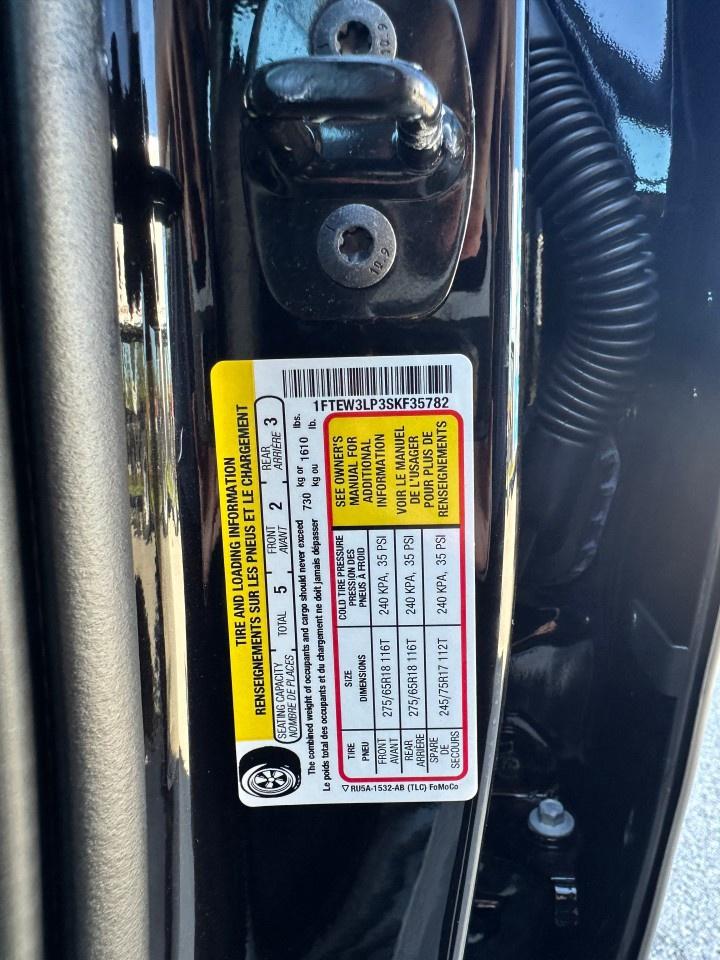 10.9
10.9
1FTEW3LP3SKF35782
TIRE AND LOADING INFORMATION
RENSEIGNEMENTS SUR LES PNEUS ET LE CHARGEMENT
SEATING CAPACITY
NOMBRE DE PLACES
TOTAL 5
FRONT
AVANT
2
REAR
ARRIÈRE
3
The combined weight of occupants and cargo should never exceed 730 kg or 1610 lbs.
Le poids total des occupants et du chargement ne doit jamais dépasser kg ou lb.
TIRE
PNEU
SIZE
DIMENSIONS
COLD TIRE PRESSURE
PRESSION DES
PNEUS À FROID
FRONT
AVANT
275/65R18 116T
240 KPA, 35 PSI
REAR
ARRIÈRE
275/65R18 116T
240 KPA, 35 PSI
SPARE
DE
SECOURS
245/75R17 112T
240 KPA, 35 PSI
SEE OWNER'S
MANUAL FOR
ADDITIONAL
INFORMATION
VOIR LE MANUEL
DE L'USAGER
POUR PLUS DE
RENSEIGNEMENTS
RU5A-1532-AB (TLC) FoMoCo